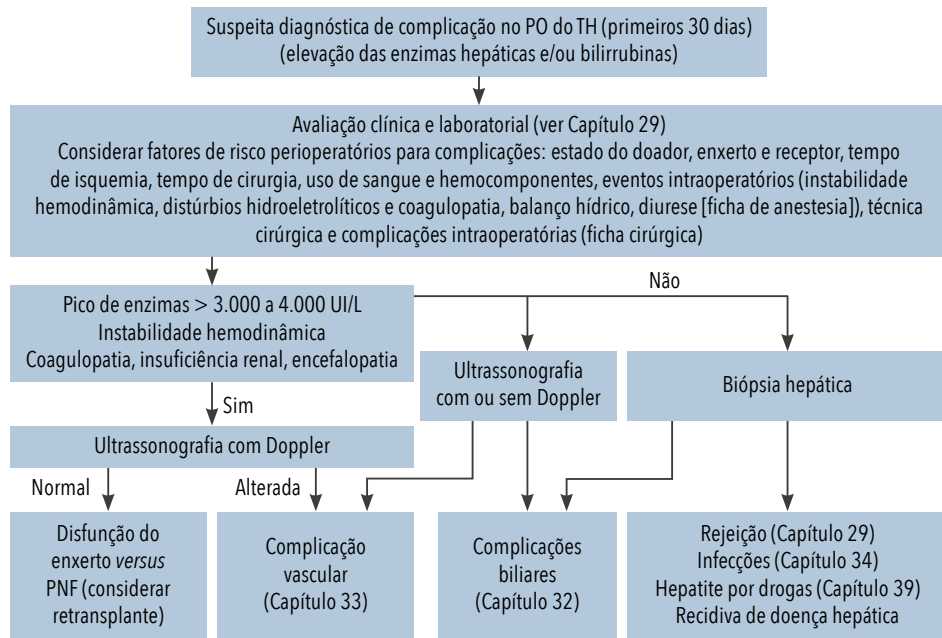 Suspeita diagnóstica de complicação no PO do TH (primeiros 30 dias)
(elevação das enzimas hepáticas e/ou bilirrubinas)
Avaliação clínica e laboratorial (ver Capítulo 29)
Considerar fatores de risco perioperatórios para complicações: estado do doador, enxerto e receptor, tempo
de isquemia, tempo de cirurgia, uso de sangue e hemocomponentes, eventos intraoperatórios (instabilidade
hemodinâmica, distúrbios hidroeletrolíticos e coagulopatia, balanço hídrico, diurese [ficha de anestesia]), técnica
cirúrgica e complicações intraoperatórias (ficha cirúrgica)
Não
Pico de enzimas > 3.000 a 4.000 UI/L
Instabilidade hemodinâmica
Coagulopatia, insuficiência renal, encefalopatia
Ultrassonografia
com ou sem Doppler
Biópsia hepática
Sim
Ultrassonografia com Doppler
Normal
Alterada
Disfunção do
enxerto versus
PNF (considerar
retransplante)
Complicação
vascular
(Capítulo 33)
Complicações
biliares
(Capítulo 32)
Rejeição (Capítulo 29)
Infecções (Capítulo 34)
Hepatite por drogas (Capítulo 39)
Recidiva de doença hepática